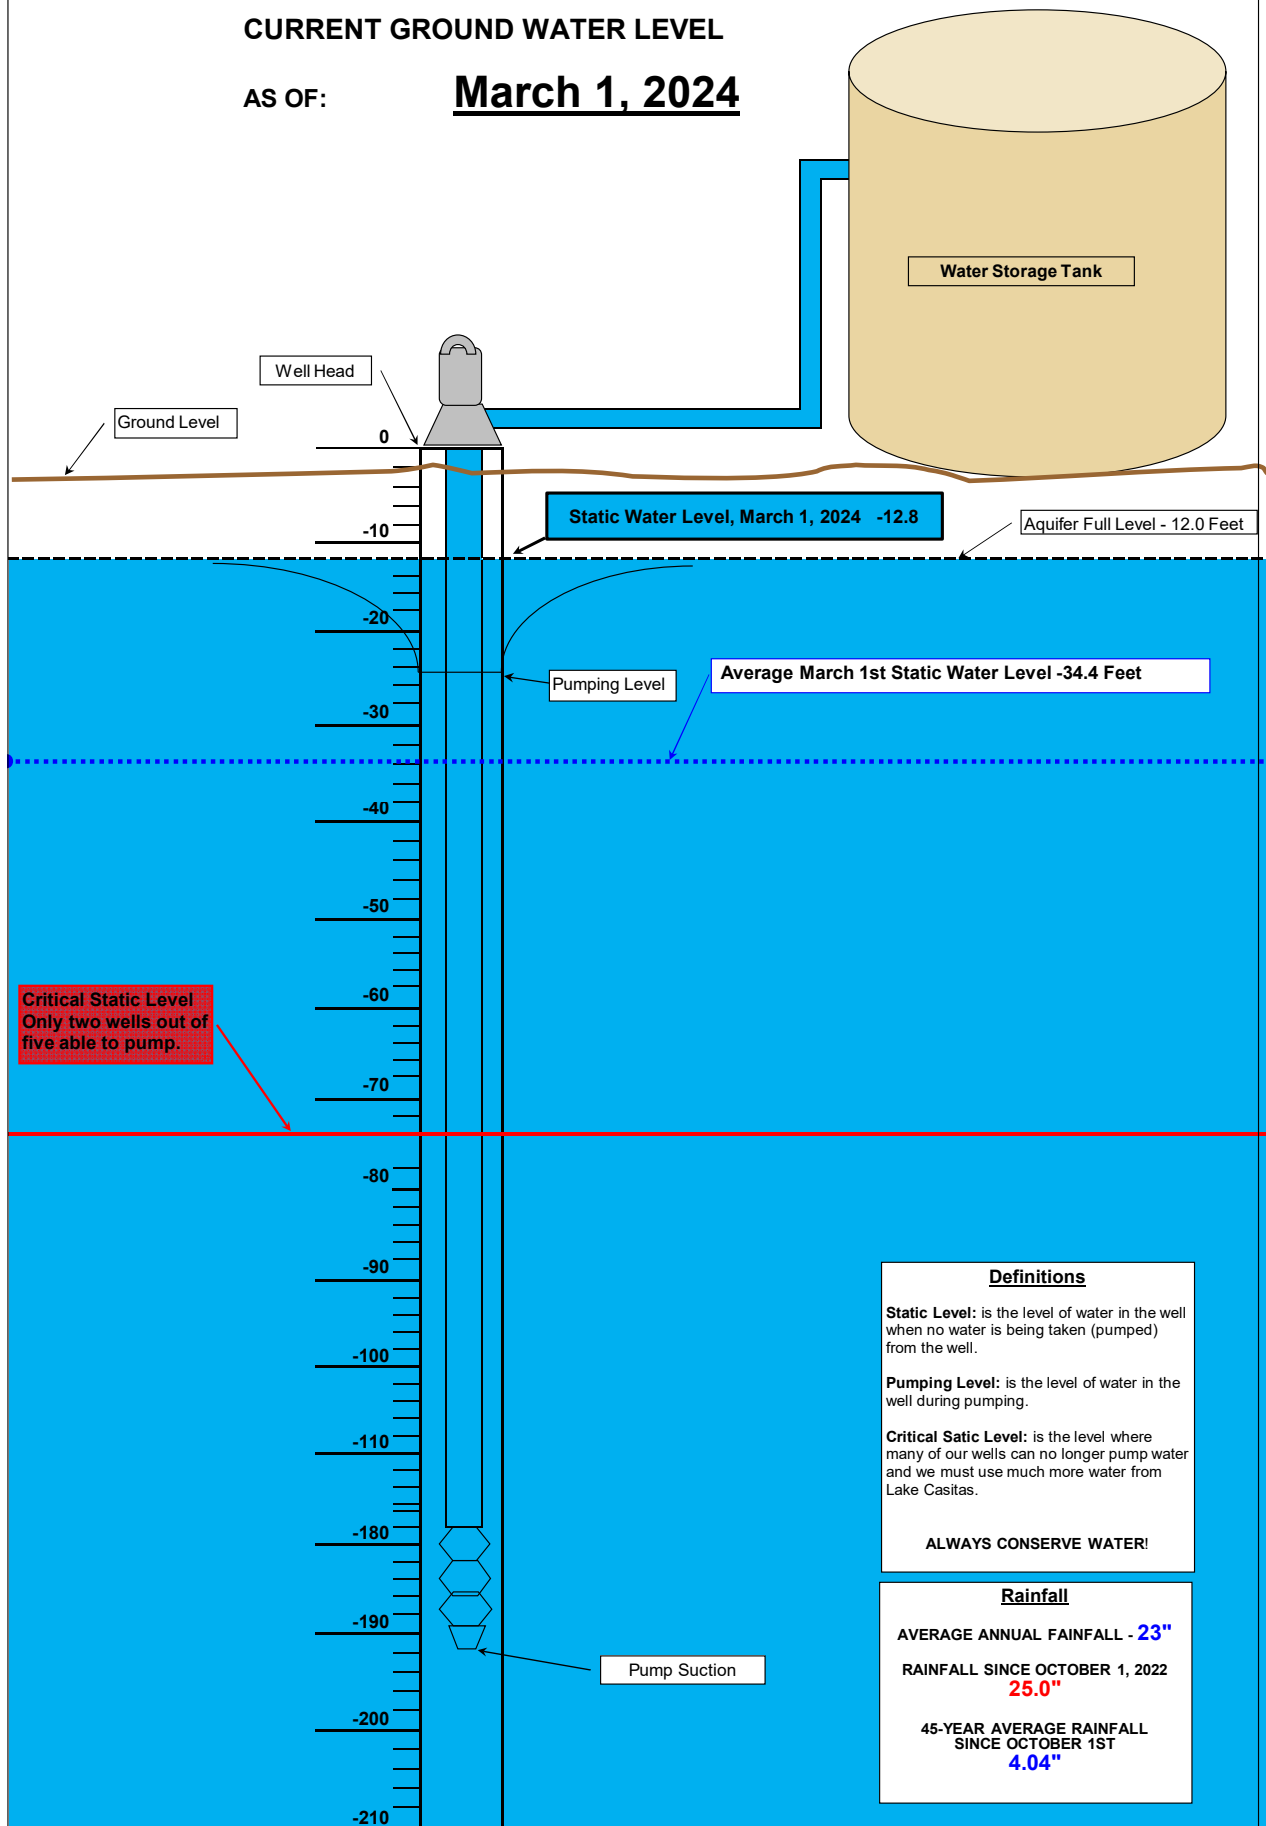 CURRENT GROUND WATER LEVEL
AS OF: March 1, 2024
Water Storage Tank
Well Head
Ground Level
0
Static Water Level, March 1, 2024 -12.8
Aquifer Full Level - 12.0 Feet
-10
-20
Pumping Level
Average March 1st Static Water Level -34.4 Feet
-30
-40
-50
-60
Critical Static Level
Only two wells out of
five able to pump.
-70
-80
-90
-100
-110
-180
-190
Pump Suction
-200
-210
Definitions
Static Level: is the level of water in the well
when no water is being taken (pumped)
from the well.
Pumping Level: is the level of water in the
well during pumping.
Critical Satic Level: is the level where
many of our wells can no longer pump water
and we must use much more water from
Lake Casitas.
ALWAYS CONSERVE WATER!
Rainfall
AVERAGE ANNUAL FAINFALL - 23"
RAINFALL SINCE OCTOBER 1, 2022
25.0"
45-YEAR AVERAGE RAINFALL
SINCE OCTOBER 1ST
4.04"